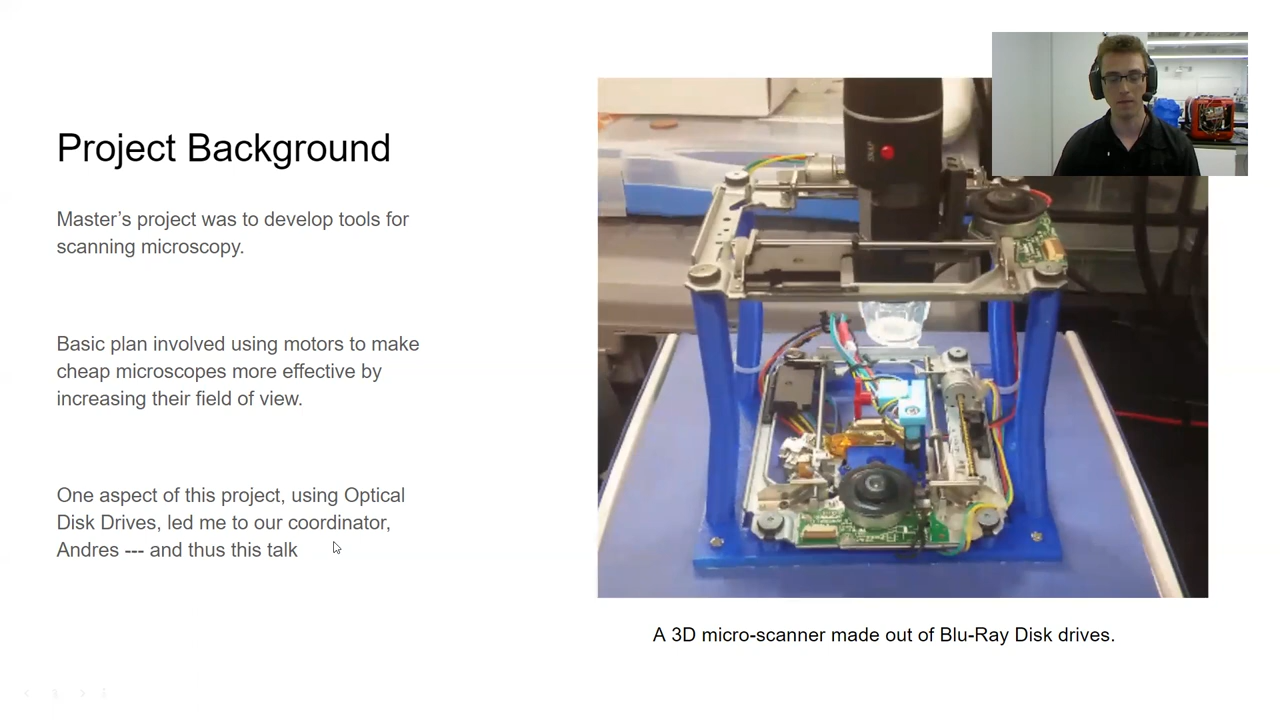 Project Background
Master's project was to develop tools for
scanning microscopy.
Basic plan involved using motors to make
cheap microscopes more effective by
increasing their field of view.
One aspect of this project, using Optical
Disk Drives, led me to our coordinator,
Andres --- and thus this talk
SNAP
A 3D micro-scanner made out of Blu-Ray Disk drives.